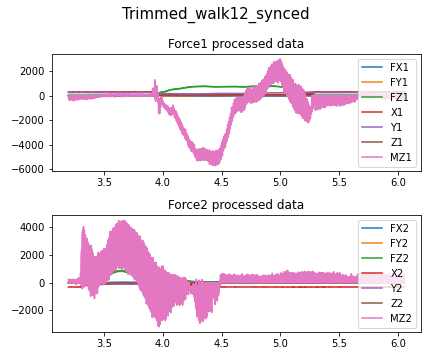 Trimmed_walk12_synced
Force1 processed data
2000
0
−2000
−4000
−6000
3.5 4.0 4.5 5.0 5.5 6.0
FX1
FY1
FZ1
X1
Y1
Z1
MZ1
Force2 processed data
4000
2000
0
−2000
3.5 4.0 4.5 5.0 5.5 6.0
FX2
FY2
FZ2
X2
Y2
Z2
MZ2